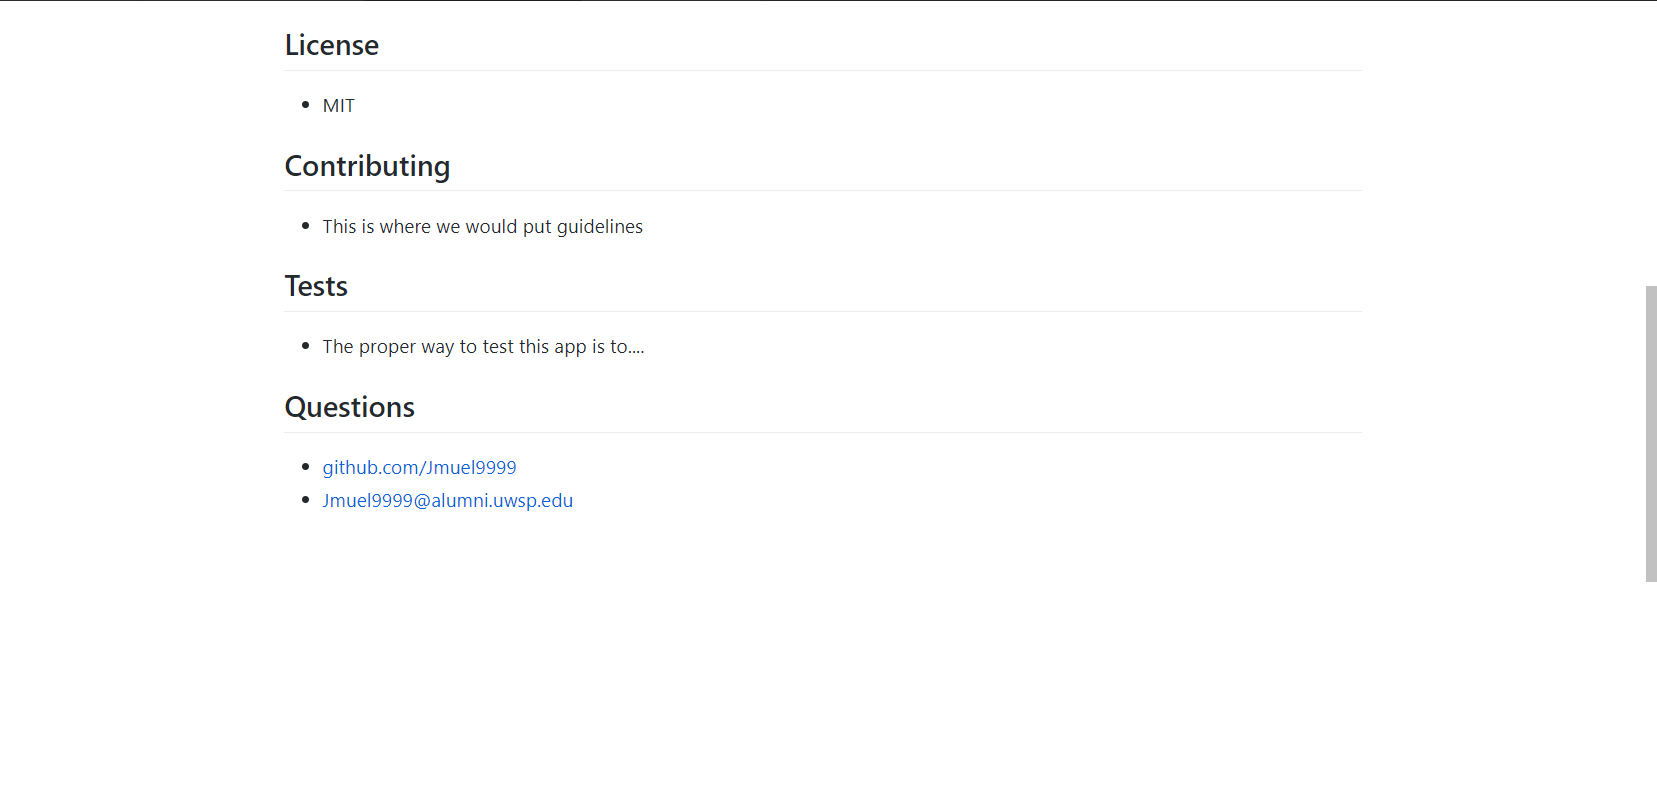 License
MIT
Contributing
This is where we would put guidelines
Tests
The proper way to test this app is to....
Questions
github.com/Jmuel9999
Jmuel9999@alumni.uwsp.edu